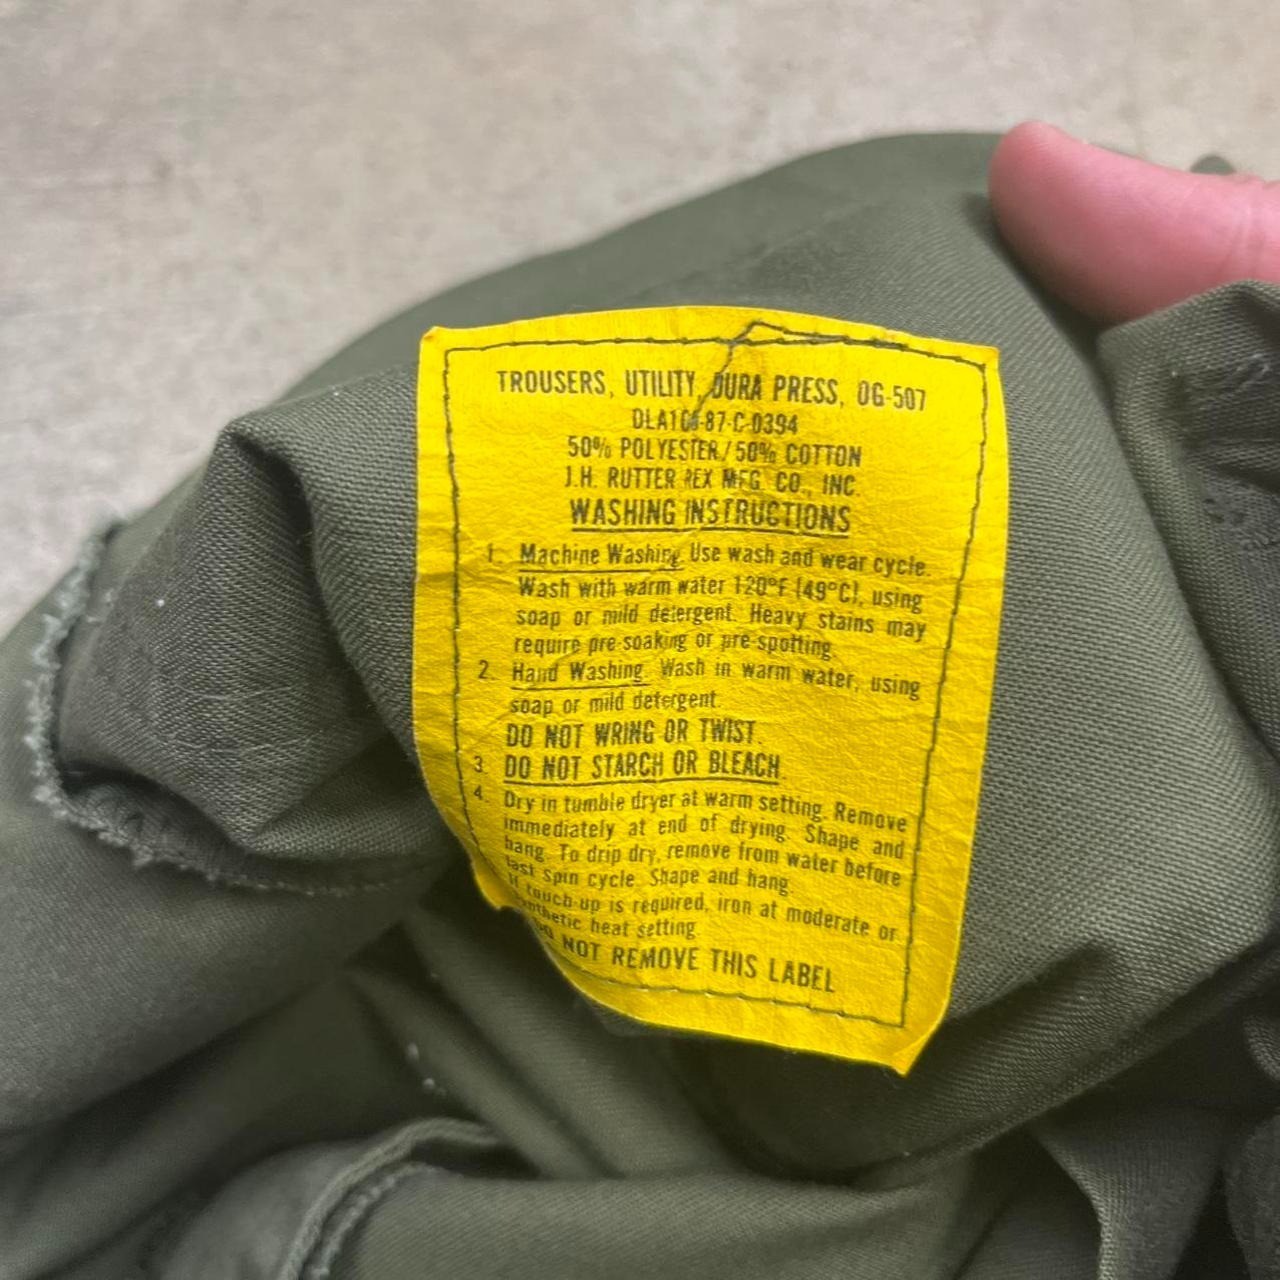 TROUSERS, UTILITY, DURA PRESS, OG-507
87-C-0394
50% POLYESTER/50% COTTON
J.H. RUTTER REX MFG. CO., INC.
WASHING INSTRUCTIONS
1. Machine Washing. Use wash and wear cycle.
Wash with warm water 120°F (49°C), using
soap or mild detergent. Heavy stains may
require pre-soaking or pre-spotting.
2. Hand Washing. Wash in warm water, using
soap or mild detergent.
DO NOT WRING OR TWIST.
3. DO NOT STARCH OR BLEACH.
4. Dry in tumble dryer at warm setting. Remove
immediately at end of drying. Shape and
hang. To drip dry, remove from water before
last spin cycle. Shape and hang.
If touch-up is required, iron at moderate or
synthetic heat setting.
DO NOT REMOVE THIS LABEL